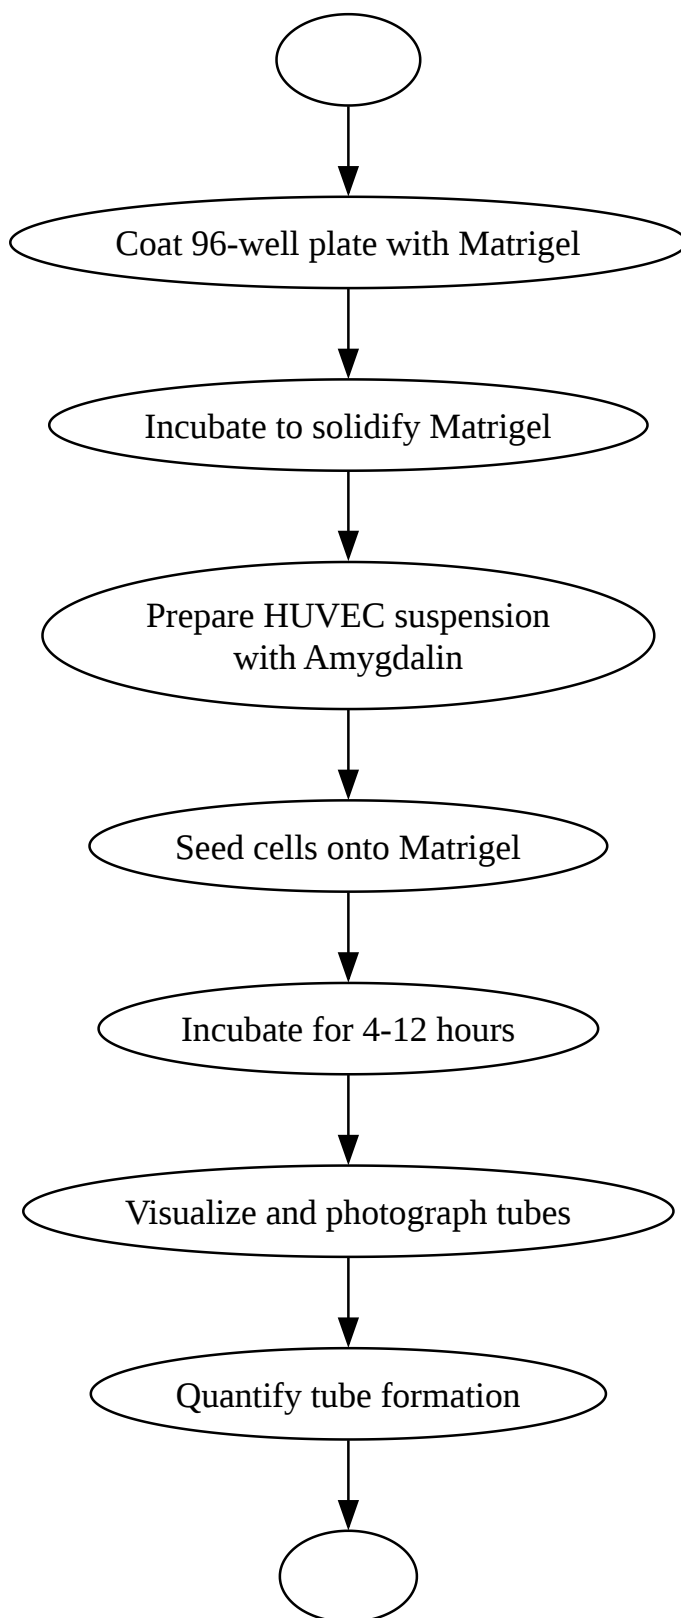 Coat 96-well plate with Matrigel
Incubate to solidify Matrigel
Prepare HUVEC suspension
with Amygdalin
Seed cells onto Matrigel
Incubate for 4-12 hours
Visualize and photograph tubes
Quantify tube formation